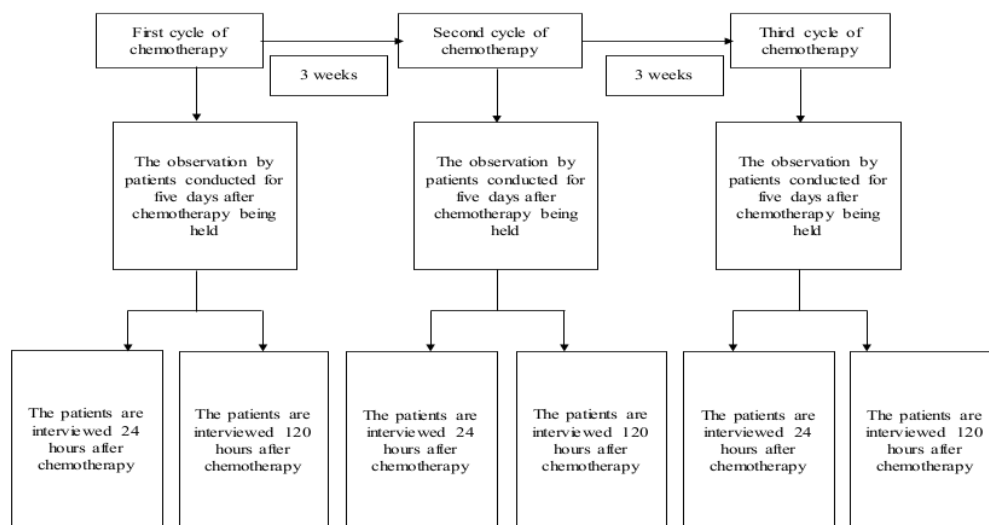 First cycle of
chemotherapy
Second cycle of
chemotherapy
Third cycle of
chemotherapy
3 weeks
3 weeks
The observation by
patients conducted for
five days after
chemotherapy being
held
The observation by
patients conducted for
five days after
chemotherapy being
held
The observation by
patients conducted for
five days after
chemotherapy being
held
The patients are
interviewed 24
hours after
chemotherapy
The patients are
interviewed 120
hours after
chemotherapy
The patients are
interviewed 24
hours after
chemotherapy
The patients are
interviewed 120
hours after
chemotherapy
The patients are
interviewed 24
hours after
chemotherapy
The patients are
interviewed 120
hours after
chemotherapy